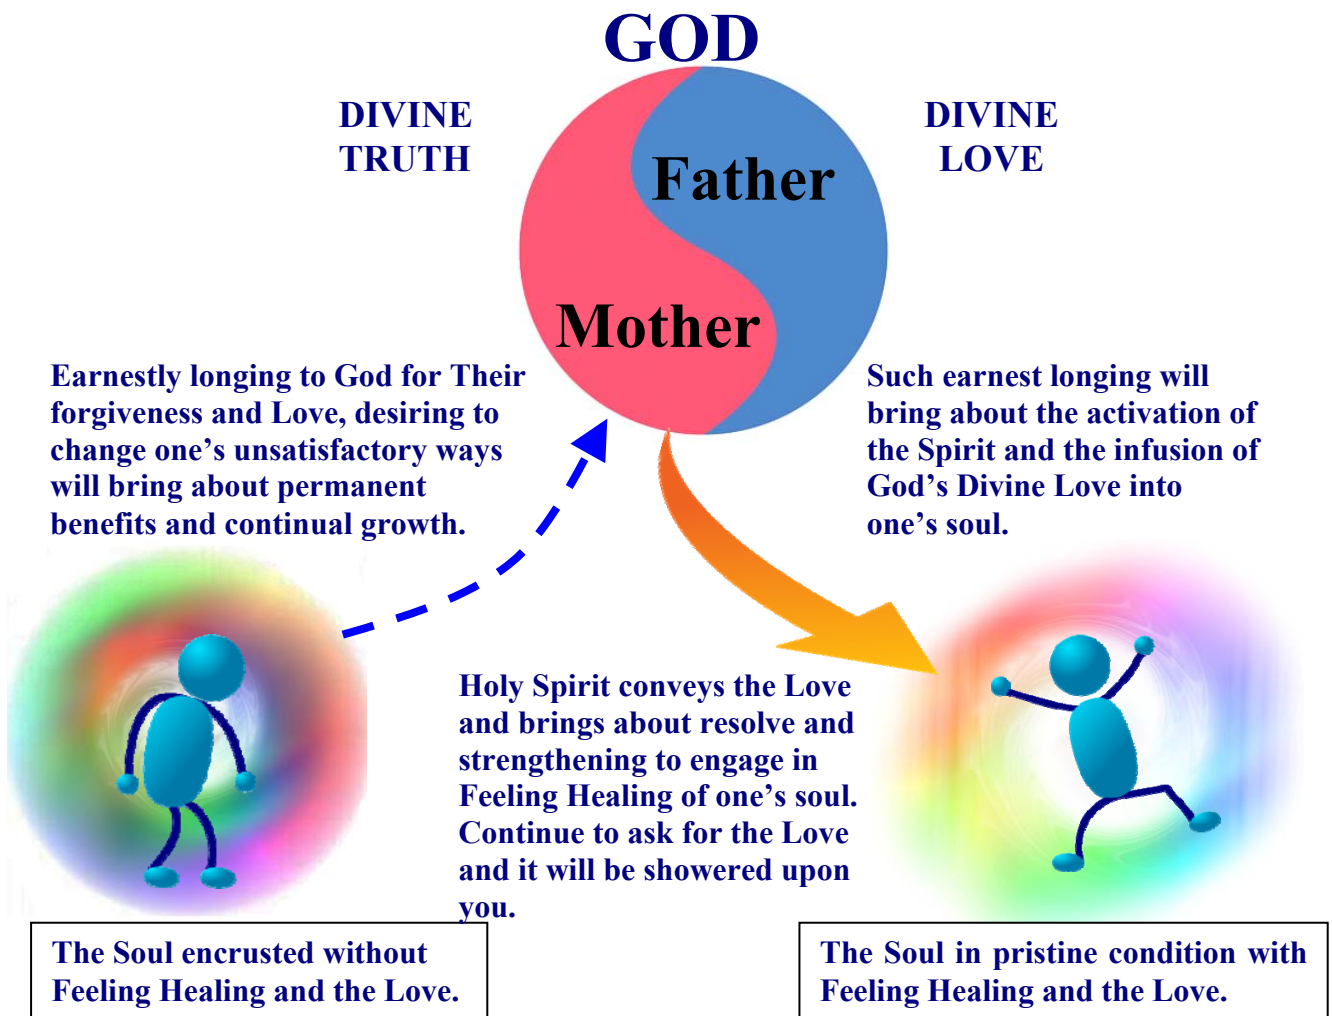 GOD
DIVINE
TRUTH
DIVINE
LOVE
Father
Mother
Earnestly longing to God for Their
forgiveness and Love, desiring to
change one’s unsatisfactory ways
will bring about permanent
benefits and continual growth.
Such earnest longing will
bring about the activation of
the Spirit and the infusion of
God’s Divine Love into
one’s soul.
Holy Spirit conveys the Love
and brings about resolve and
strengthening to engage in
Feeling Healing of one’s soul.
Continue to ask for the Love
and it will be showered upon
you.
The Soul encrusted without
Feeling Healing and the Love.
The Soul in pristine condition with
Feeling Healing and the Love.